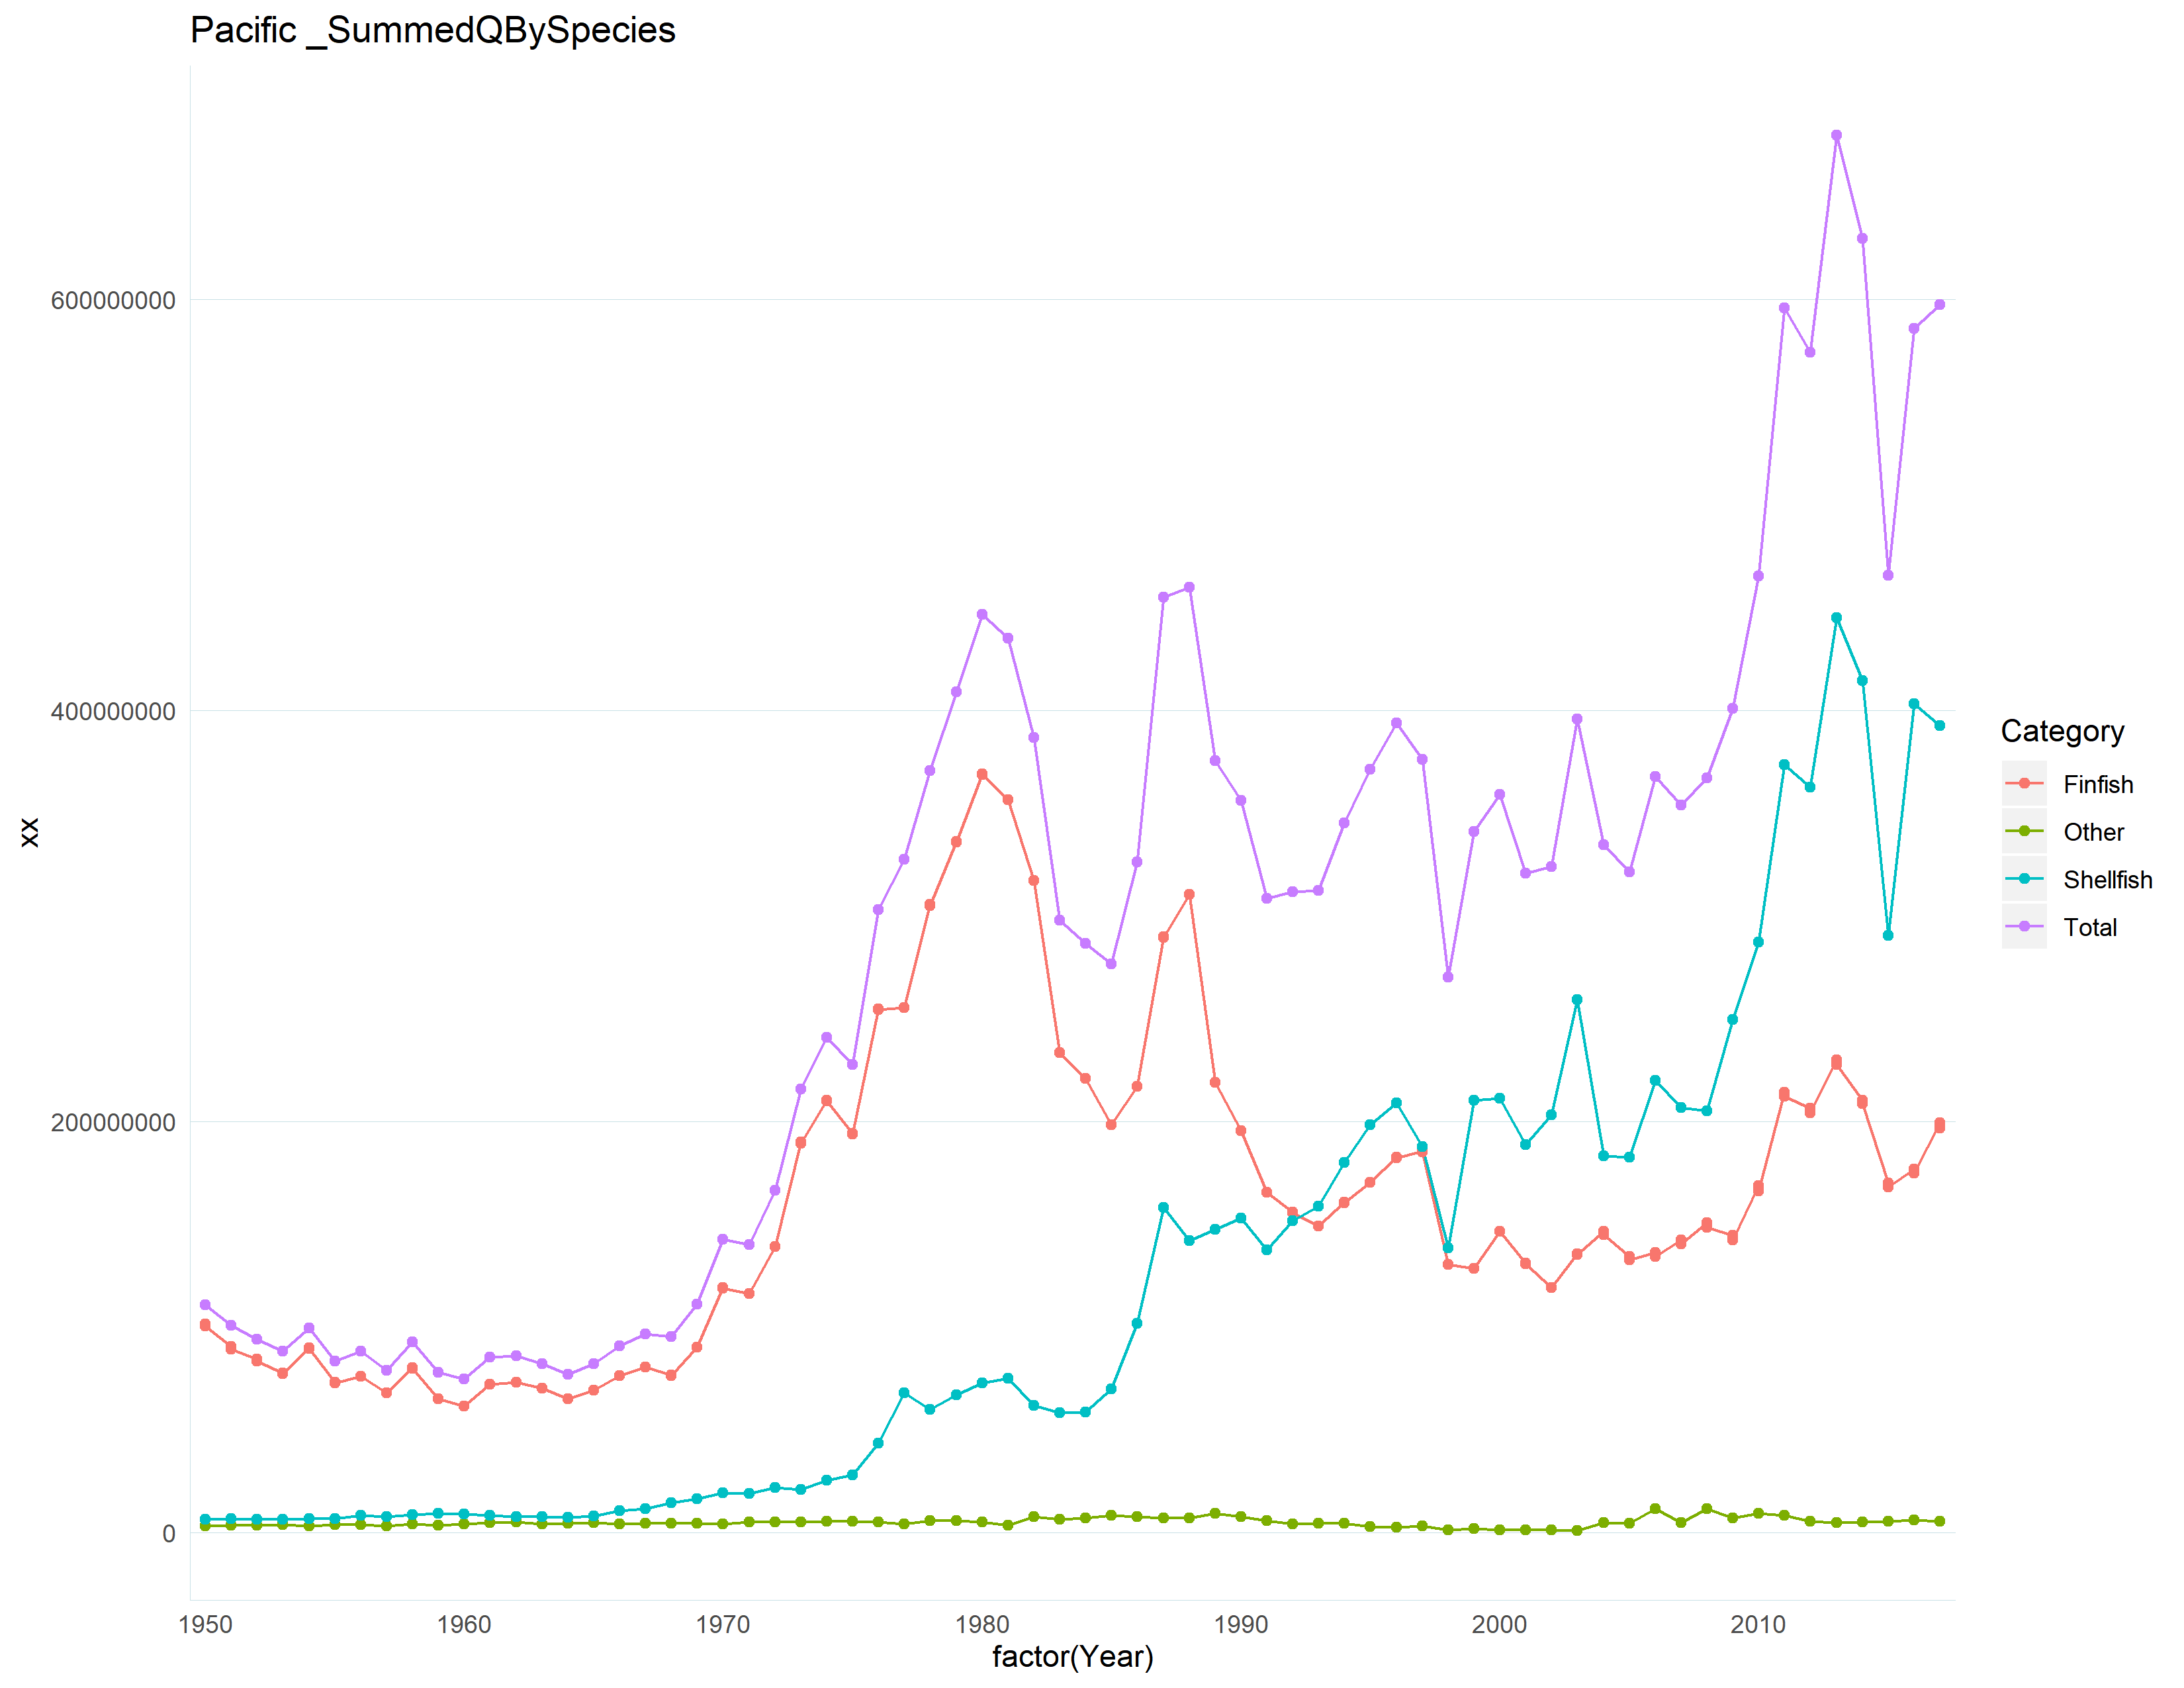 Pacific _SummedQBySpecies
600000000
400000000
200000000
0
xx
1950 1960 1970 1980 1990 2000 2010
factor(Year)
Category
Finfish
Other
Shellfish
Total